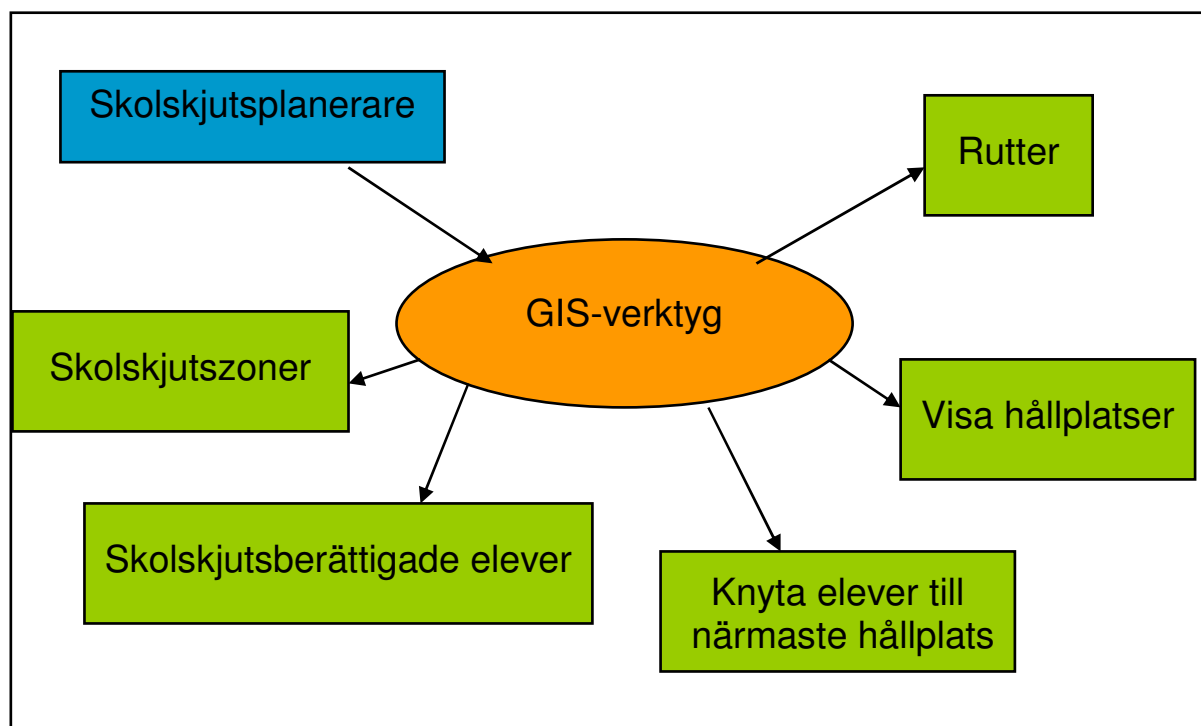 Skolskjutsplanerare
Rutter
GIS-verktyg
Skolskjutszoner
Visa hållplatser
Skolskjutsberättigade elever
Knyta elever till
närmaste hållplats